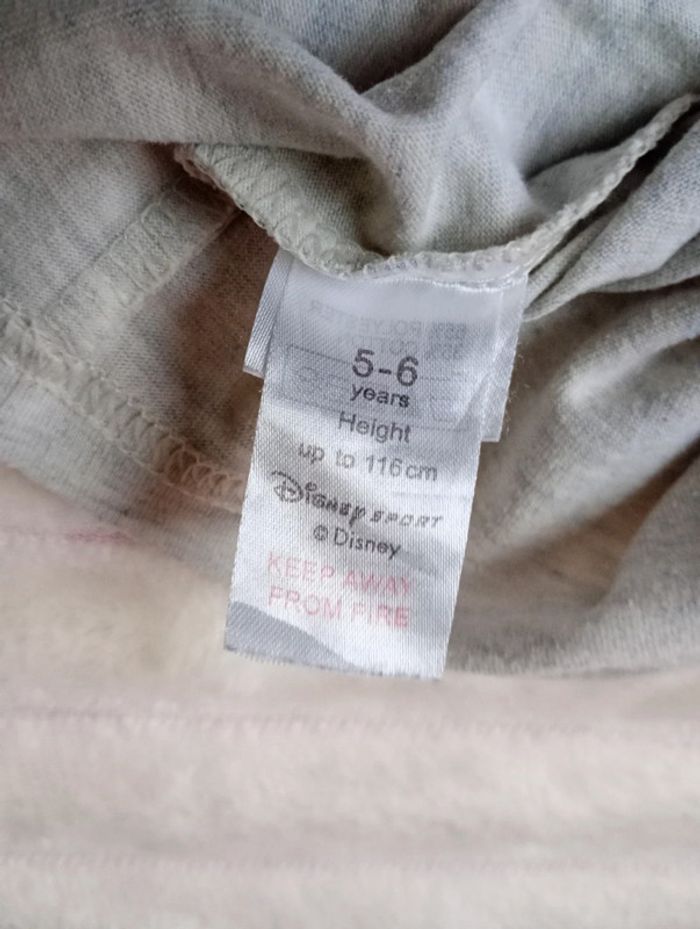 5-6
years
Height
up to 116cm
Disney SPORT
© Disney
KEEP AWAY
FROM FIRE